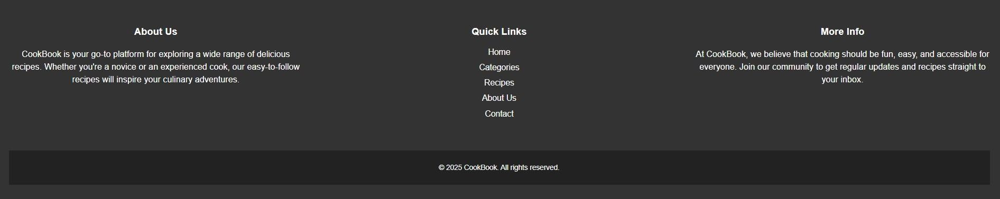 About Us
CookBook is your go-to platform for exploring a wide range of delicious
recipes. Whether you're a novice or an experienced cook, our easy-to-follow
recipes will inspire your culinary adventures.
Quick Links
Home
Categories
Recipes
About Us
Contact
More Info
At CookBook, we believe that cooking should be fun, easy, and accessible for
everyone. Join our community to get regular updates and recipes straight to
your inbox.
© 2025 CookBook. All rights reserved.